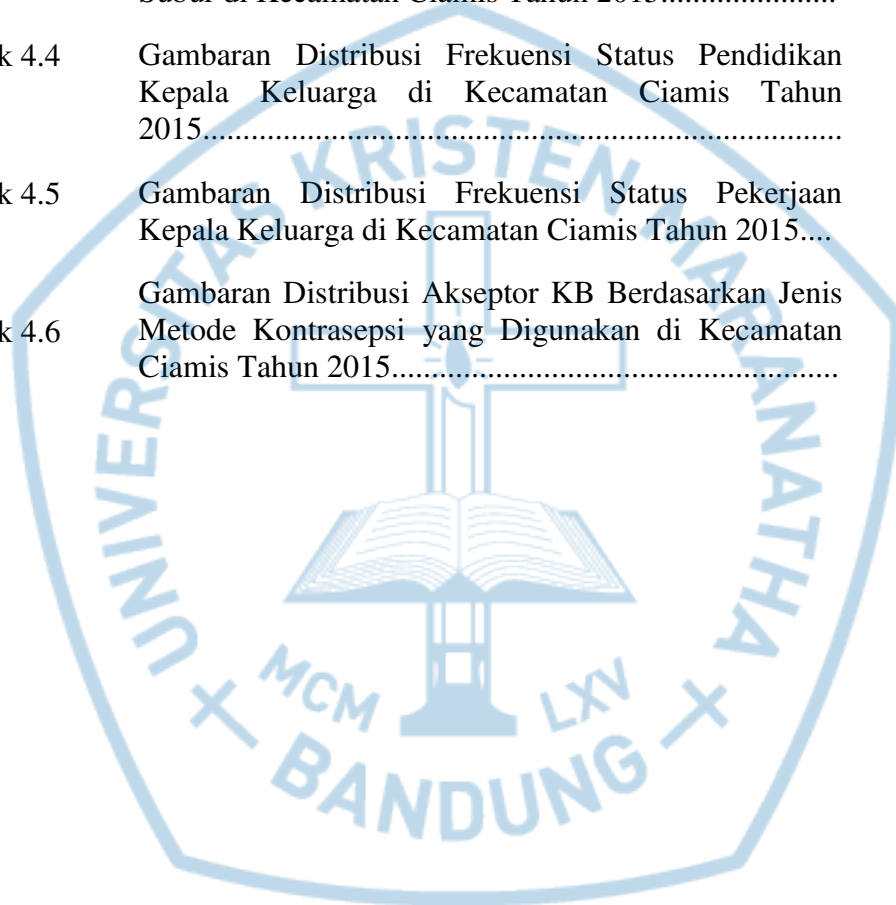 Subur di Kecamatan Ciamis Tahun 2015......................
k 4.4 Gambaran Distribusi Frekuensi Status Pendidikan
Kepala Keluarga di Kecamatan Ciamis Tahun
2015................................................................................
k 4.5 Gambaran Distribusi Frekuensi Status Pekerjaan
Kepala Keluarga di Kecamatan Ciamis Tahun 2015....
Gambaran Distribusi Akseptor KB Berdasarkan Jenis
k 4.6 Metode Kontrasepsi yang Digunakan di Kecamatan
Ciamis Tahun 2015........................................................
UNIVERSITAS KRISTEN MARANATHA
MCM LXV
BANDUNG